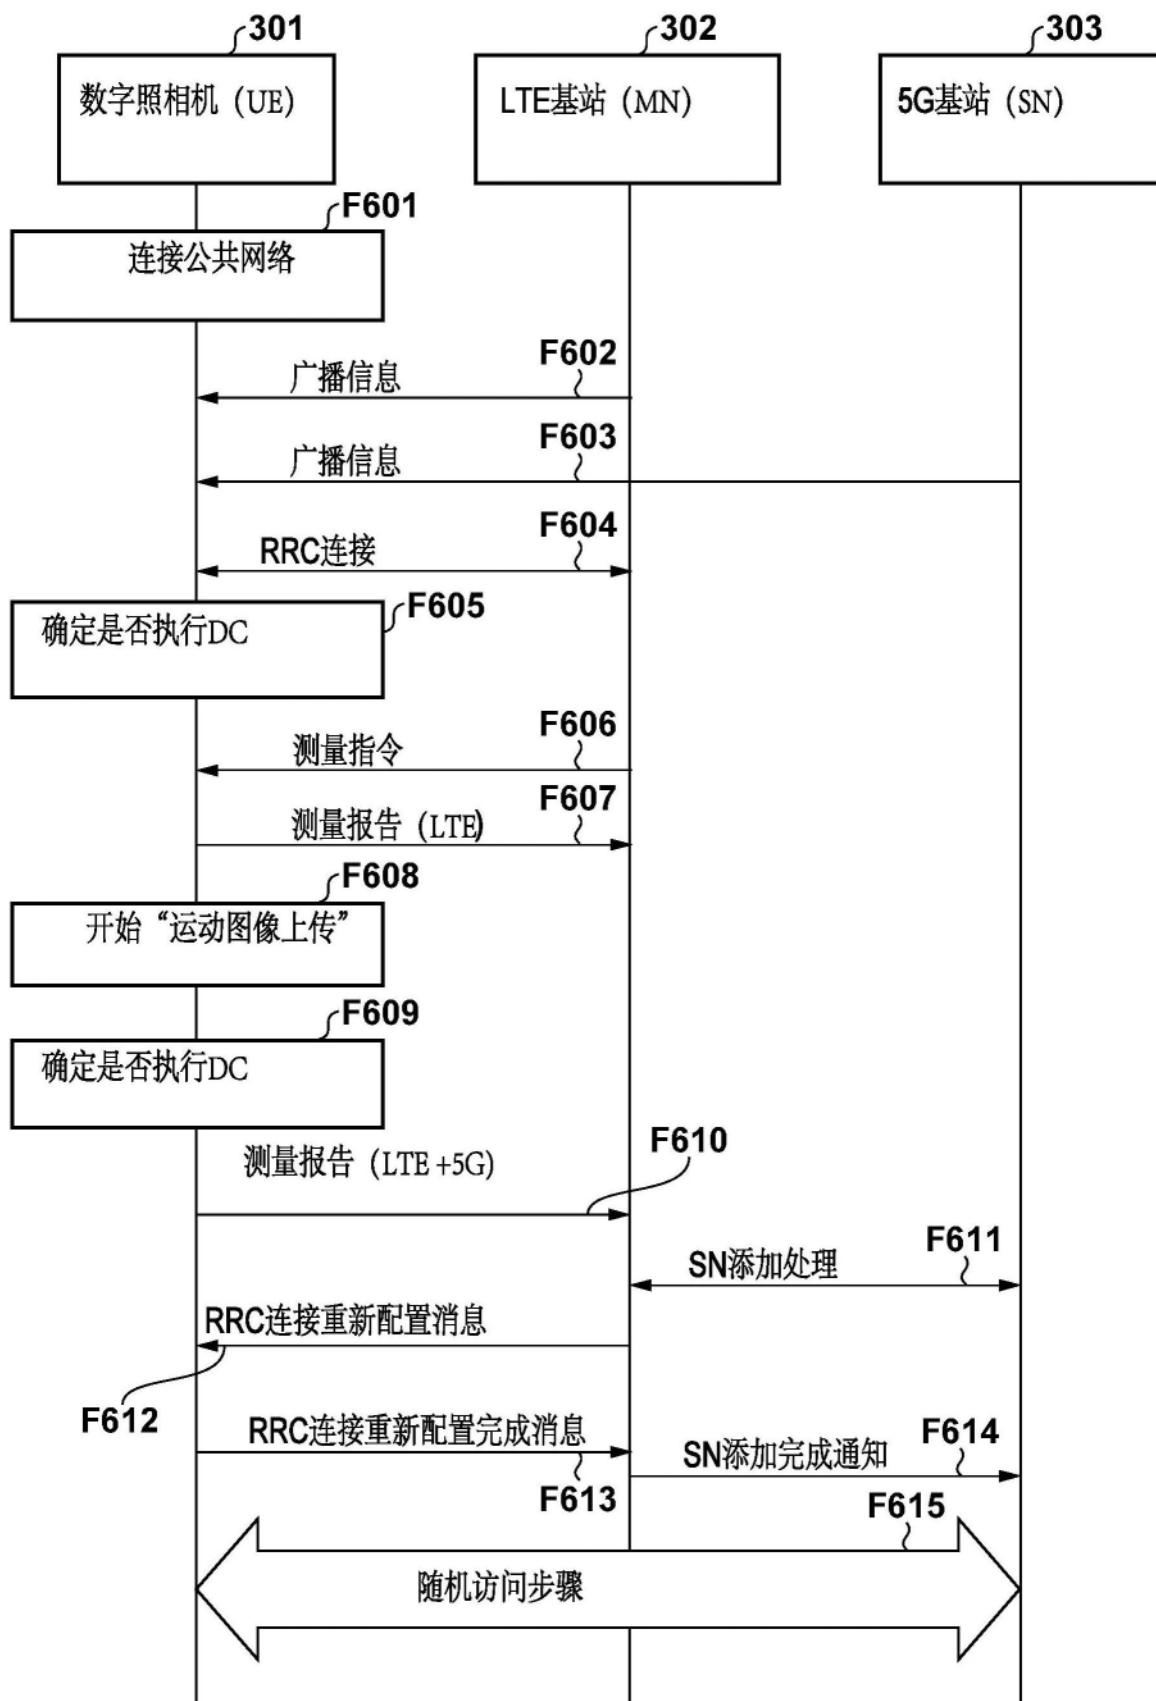 301
302
303
数字照相机（UE）
LTE基站（MN）
5G基站（SN）
F601
连接公共网络
F602
广播信息
F603
广播信息
F604
RRC连接
F605
确定是否执行DC
F606
测量指令
F607
测量报告（LTE）
F608
开始“运动图像上传”
F609
确定是否执行DC
F610
测量报告（LTE +5G)
F611
SN添加处理
RRC连接重新配置消息
F612
RRC连接重新配置完成消息
F613
F614
SN添加完成通知
F615
随机访问步骤